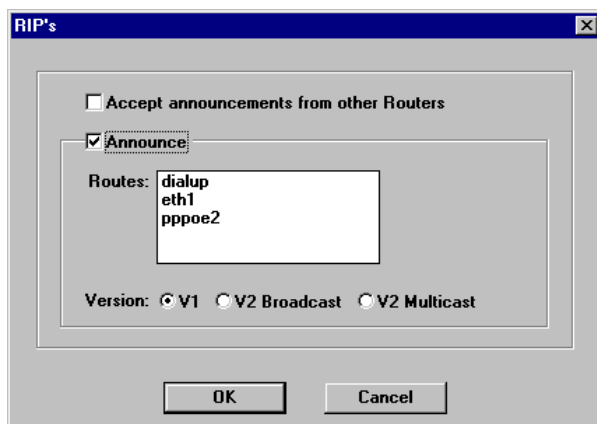 RIP's
Accept announcements from other Routers
Announce
Routes:
dialup
eth1
pppoe2
Version: V1 V2 Broadcast V2 Multicast
OK Cancel